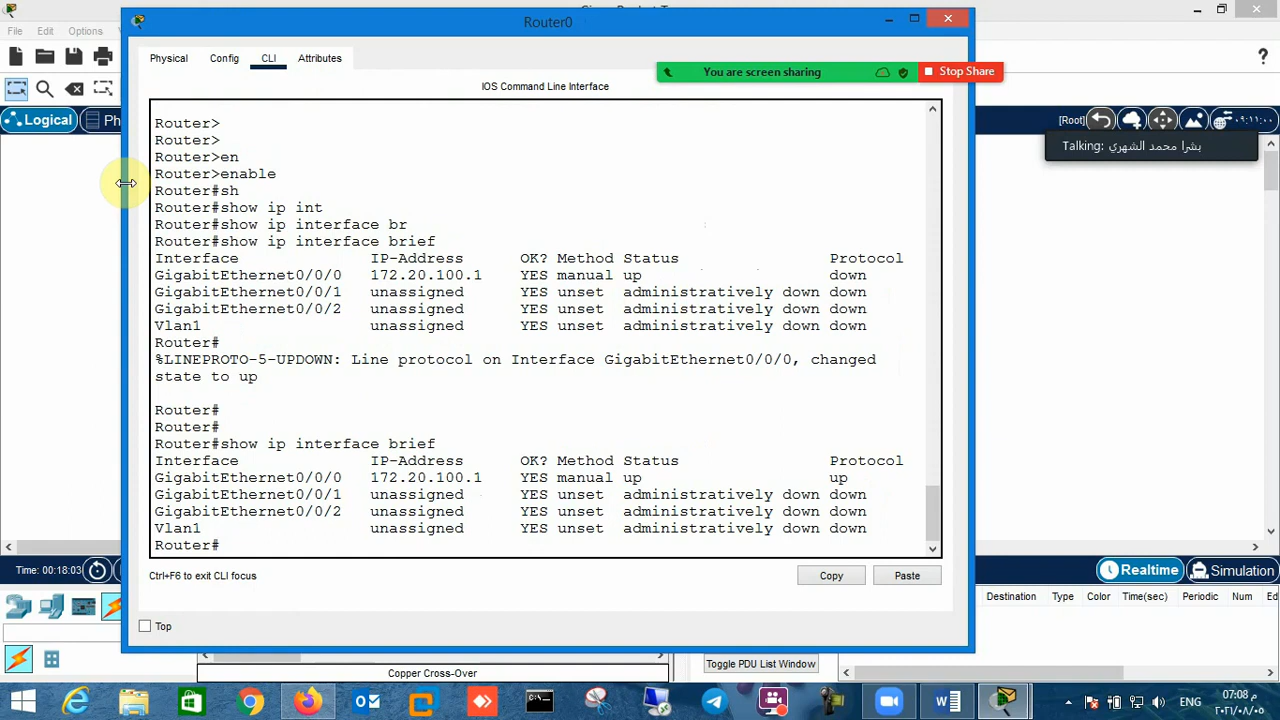 Router0
File Edit Options
Physical Config CLI Attributes
You are screen sharing
Stop Share
IOS Command Line Interface
Logical
Ph
[Root]
٠٩:١١:٠٠
Talking: بشرا محمد الشهري
Router>
Router>
Router>en
Router>enable
Router#sh
Router#show ip int
Router#show ip interface br
Router#show ip interface brief
Interface IP-Address OK? Method Status Protocol
GigabitEthernet0/0/0 172.20.100.1 YES manual up down
GigabitEthernet0/0/1 unassigned YES unset administratively down down
GigabitEthernet0/0/2 unassigned YES unset administratively down down
Vlan1 unassigned YES unset administratively down down
Router#
%LINEPROTO-5-UPDOWN: Line protocol on Interface GigabitEthernet0/0/0, changed
state to up
Router#
Router#
Router#show ip interface brief
Interface IP-Address OK? Method Status Protocol
GigabitEthernet0/0/0 172.20.100.1 YES manual up up
GigabitEthernet0/0/1 unassigned YES unset administratively down down
GigabitEthernet0/0/2 unassigned YES unset administratively down down
Vlan1 unassigned YES unset administratively down down
Router#
Ctrl+F6 to exit CLI focus
Copy
Paste
Top
Time: 00:18:03
Realtime
Simulation
Destination Type Color Time(sec) Periodic Num Ed
Toggle PDU List Window
Copper Cross-Over
ENG
م 07:08
٢٠٢١/٠٨/٠٥